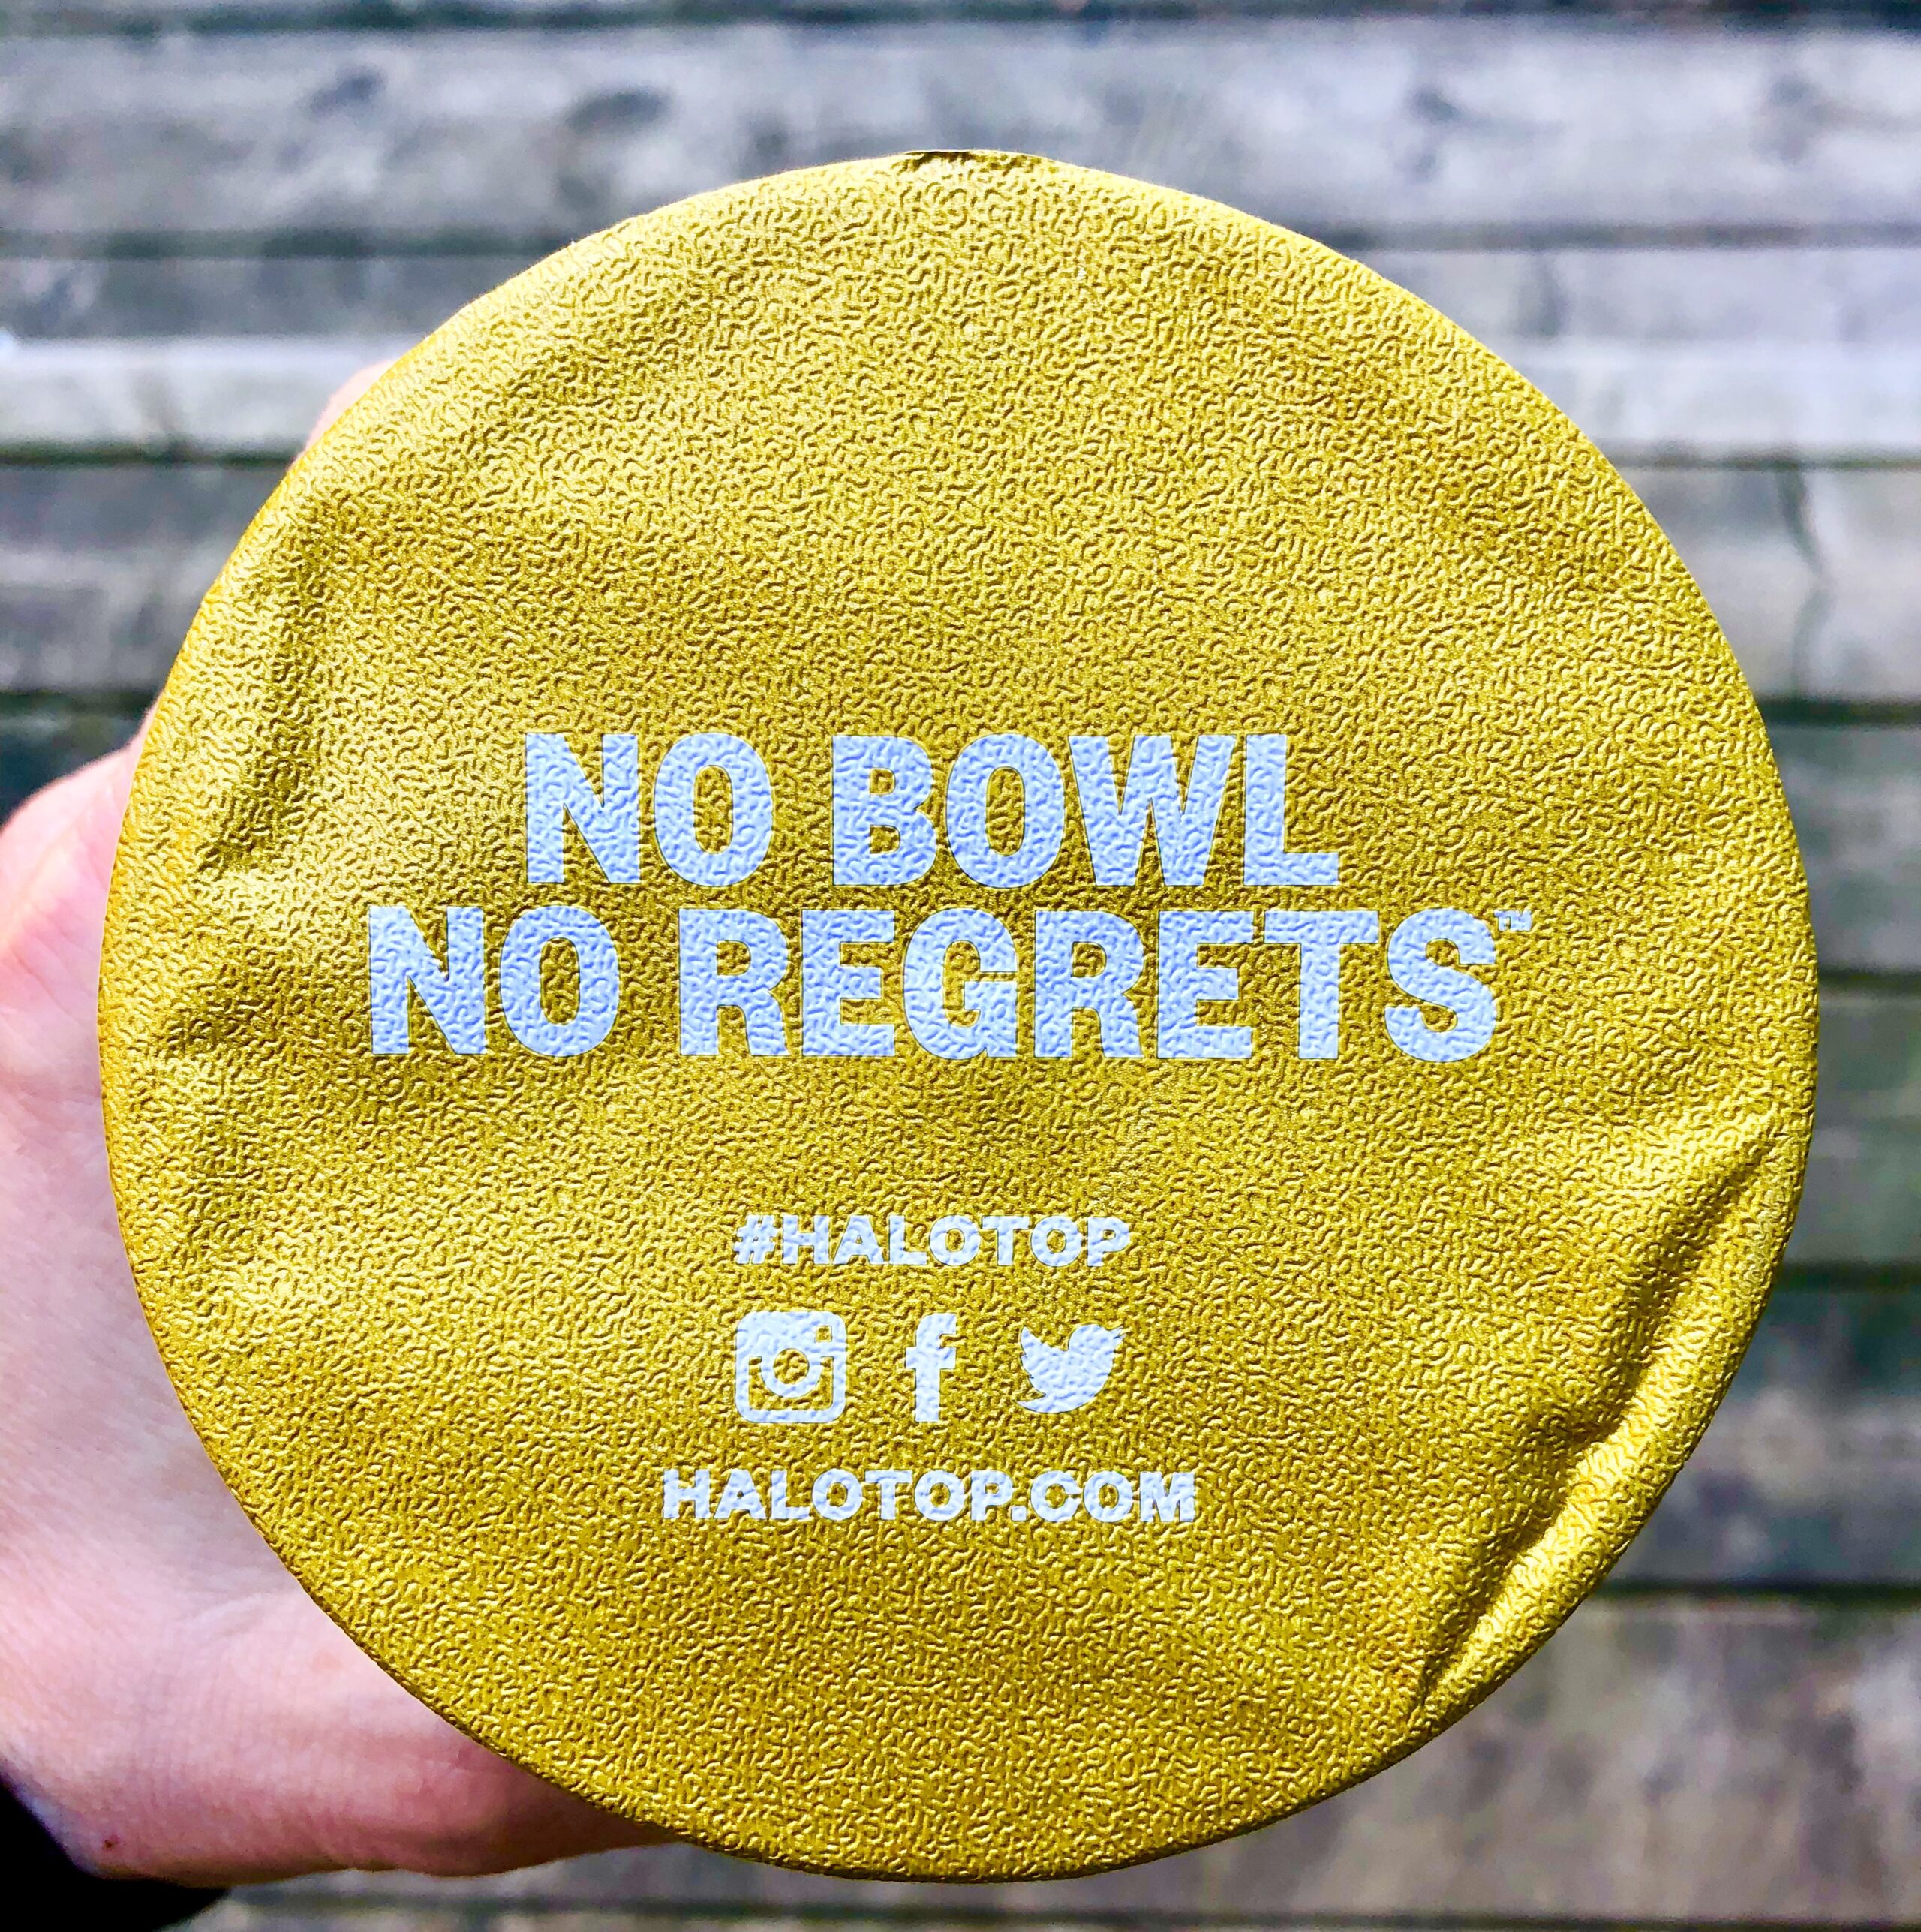 NO BOWL
NO REGRETS™
#HALOTOP
HALOTOP.COM